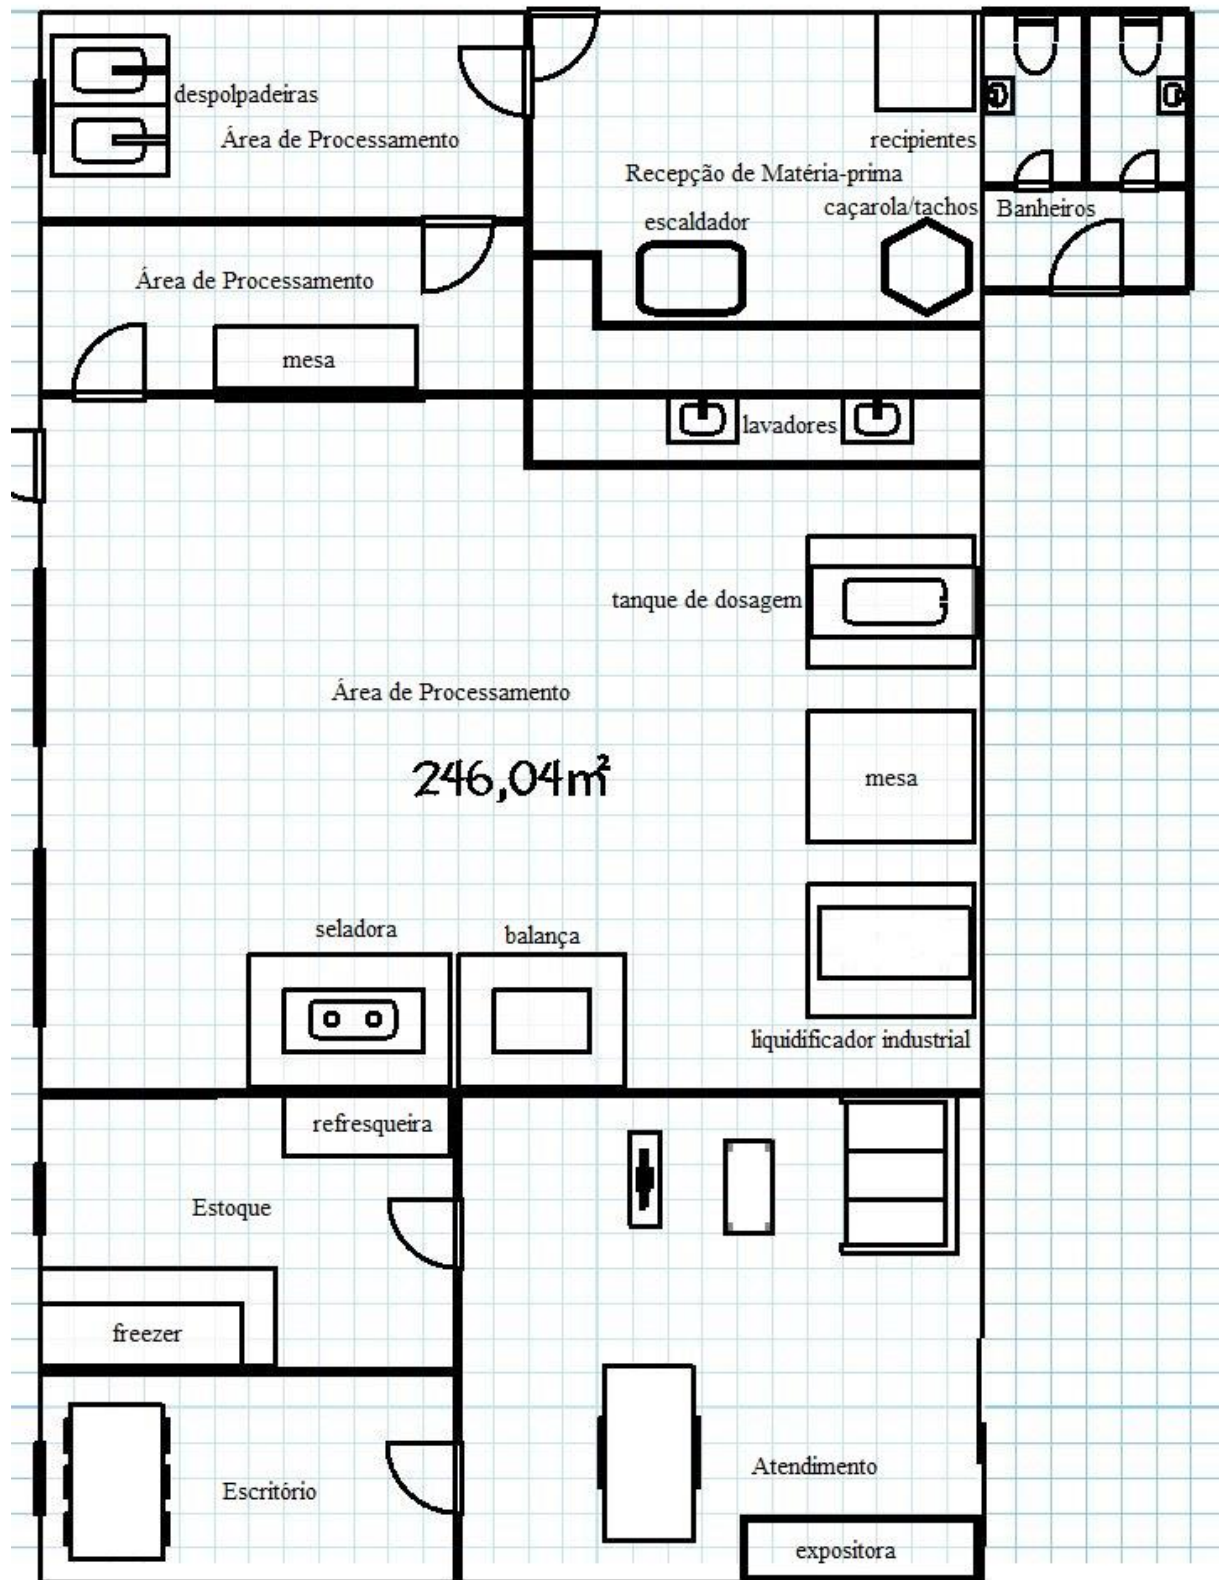 despolpadeiras
Área de Processamento
recipientes
Recepção de Matéria-prima
caçarola/tachos
Banheiros
escaldador
Área de Processamento
mesa
lavadores
tanque de dosagem
Área de Processamento
246,04m²
mesa
seladora
balança
liquidificador industrial
refresqueira
Estoque
freezer
Atendimento
Escritório
expositora